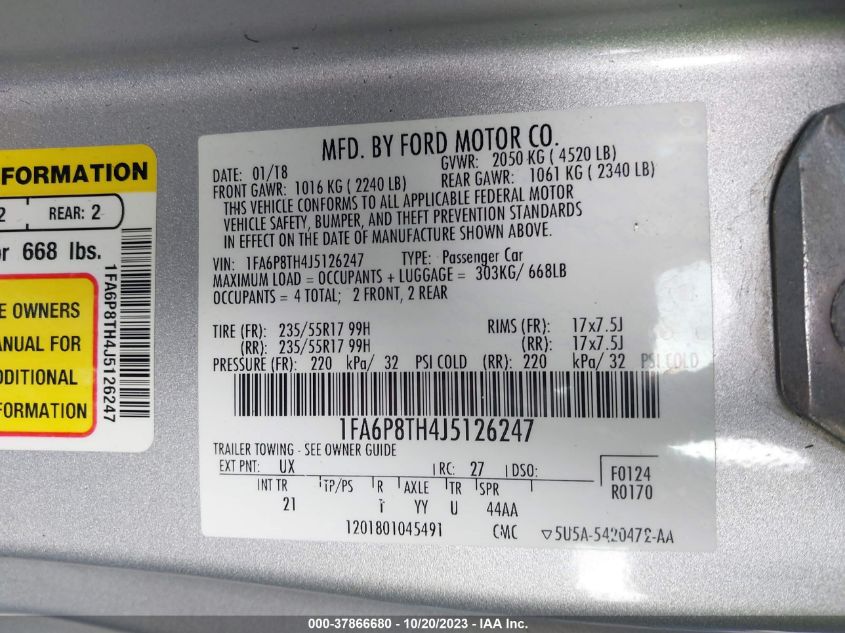 FORMATION
2 REAR: 2
or 668 lbs.
E OWNERS
ANUAL FOR
DDITIONAL
FORMATION
1FA6P8TH4J5126247
MFD. BY FORD MOTOR CO.
DATE: 01/18 GVWR: 2050 KG ( 4520 LB)
FRONT GAWR: 1016 KG ( 2240 LB) REAR GAWR: 1061 KG ( 2340 LB)
THIS VEHICLE CONFORMS TO ALL APPLICABLE FEDERAL MOTOR
VEHICLE SAFETY, BUMPER, AND THEFT PREVENTION STANDARDS
IN EFFECT ON THE DATE OF MANUFACTURE SHOWN ABOVE.
VIN: 1FA6P8TH4J5126247 TYPE: Passenger Car
MAXIMUM LOAD = OCCUPANTS + LUGGAGE = 303KG/ 668LB
OCCUPANTS = 4 TOTAL; 2 FRONT, 2 REAR
TIRE (FR): 235/55R17 99H RIMS (FR): 17x7.5J
(RR): 235/55R17 99H (RR): 17x7.5J
PRESSURE (FR): 220 kPa/ 32 PSI COLD (RR): 220 kPa/ 32 PSI COLD
1FA6P8TH4J5126247
TRAILER TOWING - SEE OWNER GUIDE
EXT PNT: UX RC: 27 DSO: F0124
INT TR TP/PS R AXLE TR SPR R0170
21 T YY U 44AA
1201801045491 CMC ▽5U5A-5420472-AA
000-37866680 - 10/20/2023 - IAAI.com.